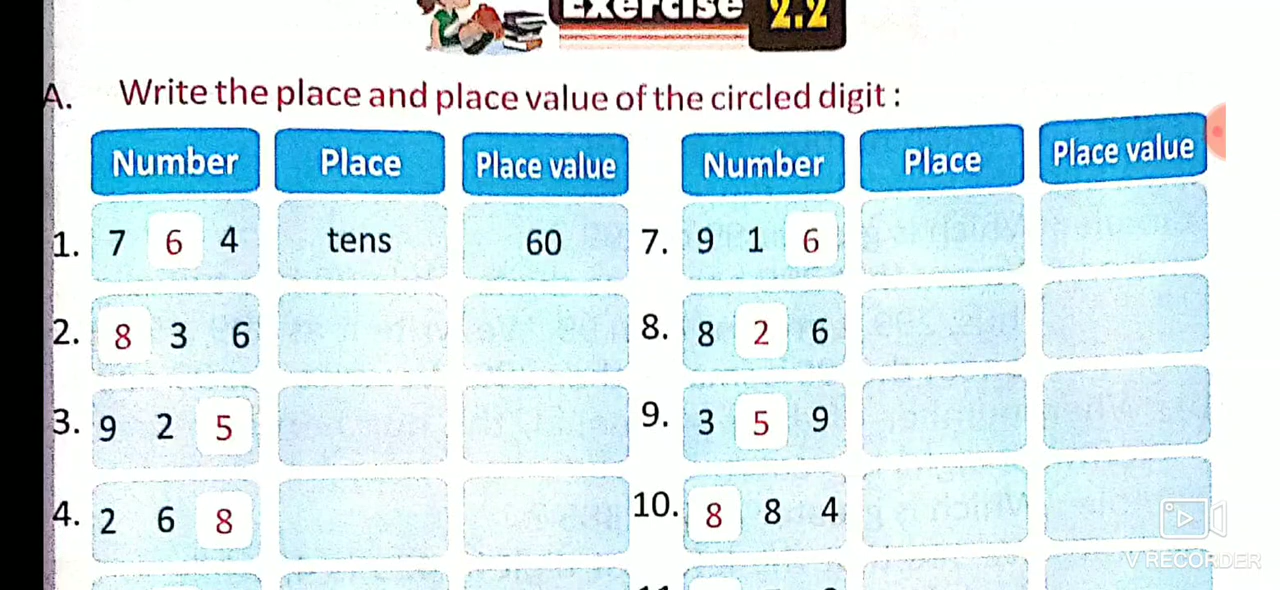 Exercise 2.2
A. Write the place and place value of the circled digit :
Number Place Place value Number Place Place value
1. 7 6 4 tens 60 7. 9 1 6
2. 8 3 6 8. 8 2 6
3. 9 2 5 9. 3 5 9
4. 2 6 8 10. 8 8 4
V RECORDER